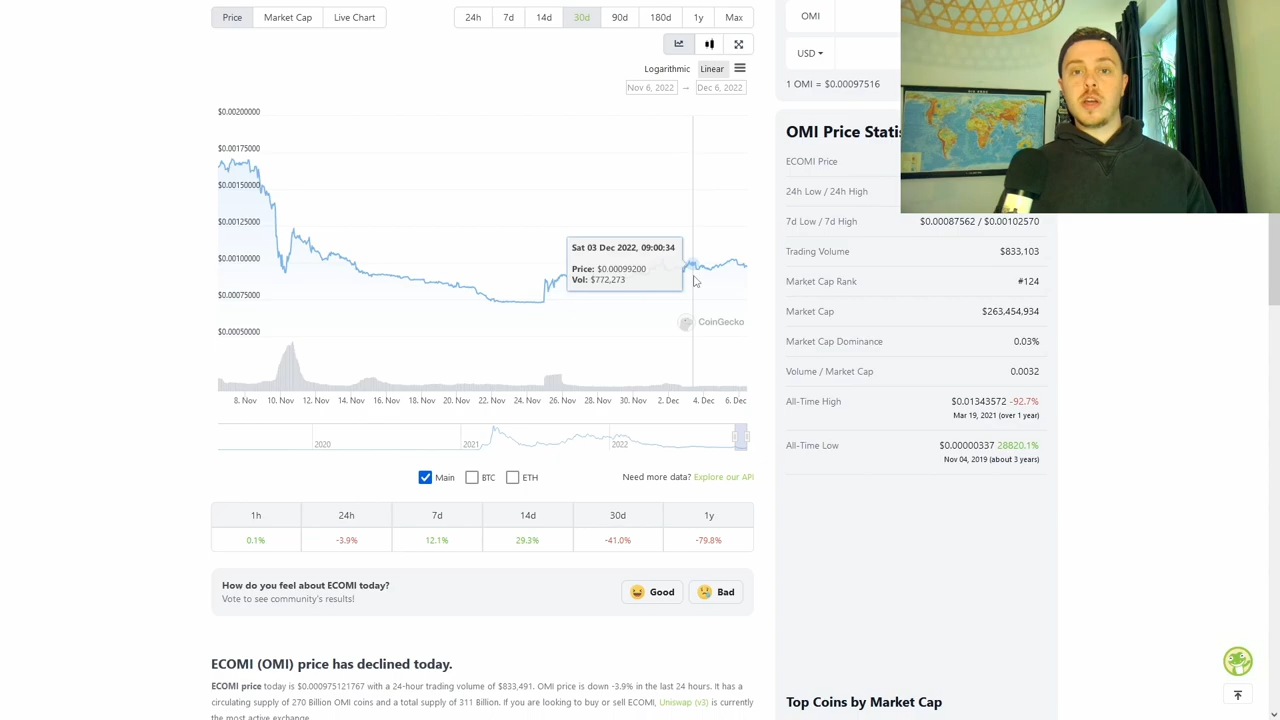 Price Market Cap Live Chart
24h 7d 14d 30d 90d 180d 1y Max
Logarithmic Linear
Nov 6, 2022 → Dec 6, 2022
$0.00200000
$0.00175000
$0.00150000
$0.00125000
$0.00100000
$0.00075000
$0.00050000
Sat 03 Dec 2022, 09:00:34
Price: $0.00099200
Vol: $772,273
CoinGecko
8. Nov 10. Nov 12. Nov 14. Nov 16. Nov 18. Nov 20. Nov 22. Nov 24. Nov 26. Nov 28. Nov 30. Nov 2. Dec 4. Dec 6. Dec
2020 2021 2022
Main BTC ETH
Need more data? Explore our API
1h 24h 7d 14d 30d 1y
0.1% -3.9% 12.1% 29.3% -41.0% -79.8%
How do you feel about ECOMI today?
Vote to see community's results!
Good Bad
ECOMI (OMI) price has declined today.
ECOMI price today is $0.000975121767 with a 24-hour trading volume of $833,491. OMI price is down -3.9% in the last 24 hours. It has a
circulating supply of 270 Billion OMI coins and a total supply of 311 Billion. If you are looking to buy or sell ECOMI, Uniswap (v3) is currently
the most active exchange.
OMI
USD
1 OMI = $0.00097516
OMI Price Statis
ECOMI Price
24h Low / 24h High
7d Low / 7d High $0.00087562 / $0.00102570
Trading Volume $833,103
Market Cap Rank #124
Market Cap $263,454,934
Market Cap Dominance 0.03%
Volume / Market Cap 0.0032
All-Time High $0.01343572 -92.7%
Mar 19, 2021 (over 1 year)
All-Time Low $0.00000337 28820.1%
Nov 04, 2019 (about 3 years)
Top Coins by Market Cap